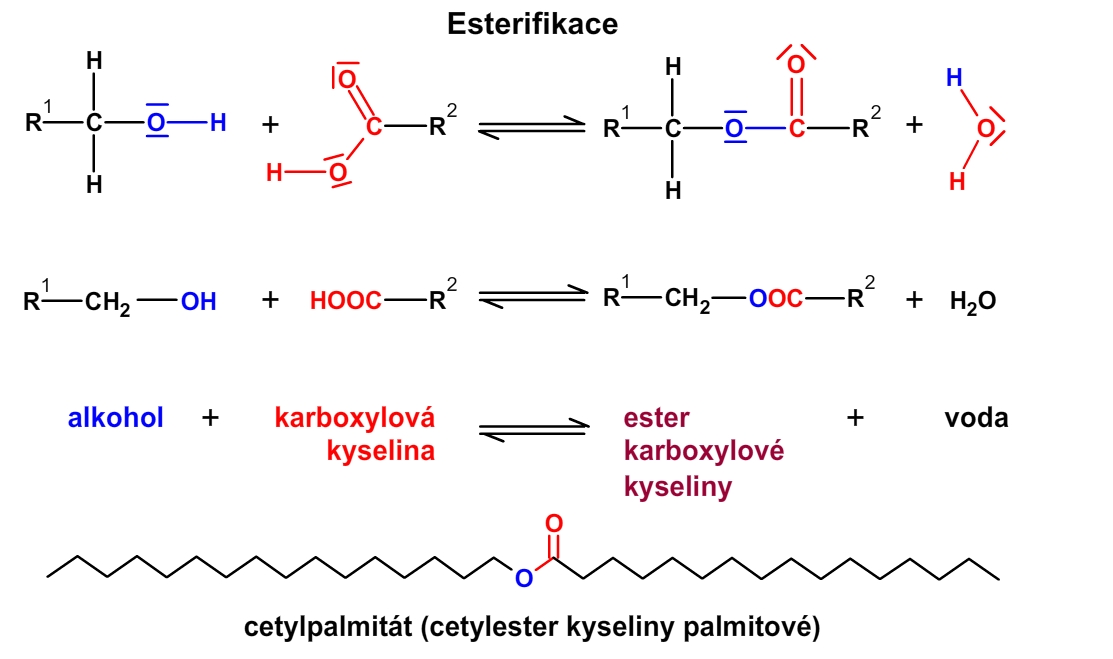 Esterifikace
R¹—CH₂—OH + HOOC—R² ⇌ R¹—CH₂—OOC—R² + H₂O
alkohol + karboxylová kyselina ⇌ ester karboxylové kyseliny + voda
cetylpalmitát (cetylester kyseliny palmitové)